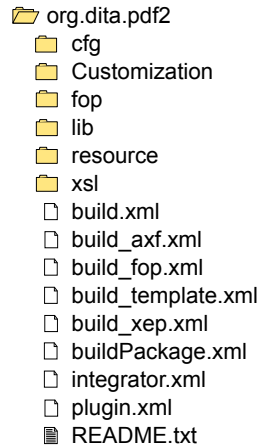 org.dita.pdf2
cfg
Customization
fop
lib
resource
xsl
build.xml
build_axf.xml
build_fop.xml
build_template.xml
build_xep.xml
buildPackage.xml
integrator.xml
plugin.xml
README.txt